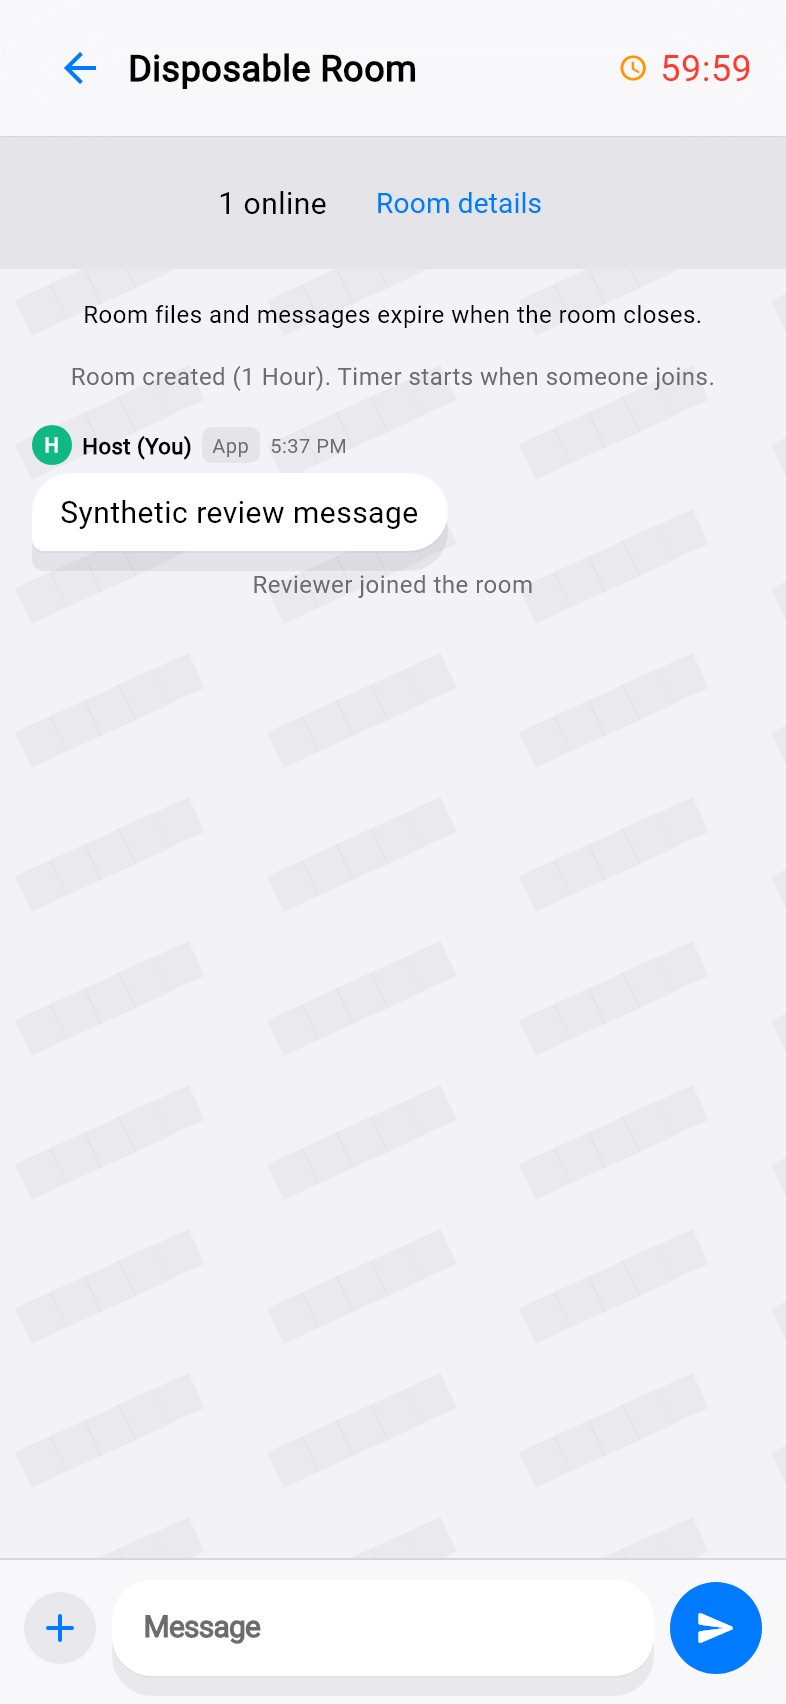 Disposable Room
59:59
1 online
Room details
Room files and messages expire when the room closes.
Room created (1 Hour). Timer starts when someone joins.
H
Host (You)
App
5:37 PM
Synthetic review message
Reviewer joined the room
Message